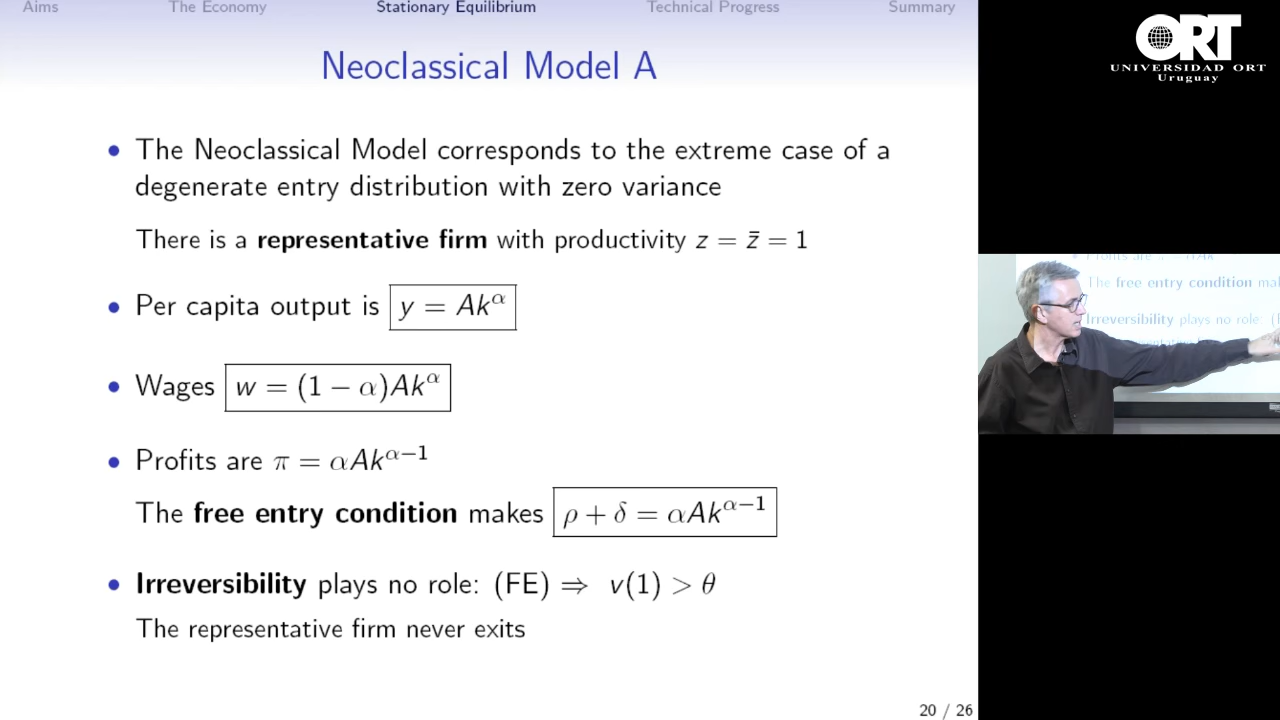 Aims The Economy Stationary Equilibrium Technical Progress Summary
Neoclassical Model A
• The Neoclassical Model corresponds to the extreme case of a
degenerate entry distribution with zero variance
There is a representative firm with productivity z = z̄ = 1
• Per capita output is y = Ak^α
• Wages w = (1 − α)Ak^α
• Profits are π = αAk^{α−1}
The free entry condition makes ρ + δ = αAk^{α−1}
• Irreversibility plays no role: (FE) ⇒ v(1) > θ
The representative firm never exits
20 / 26
ORT
UNIVERSIDAD ORT
Uruguay
The free entry condition
Irreversibility plays no role: